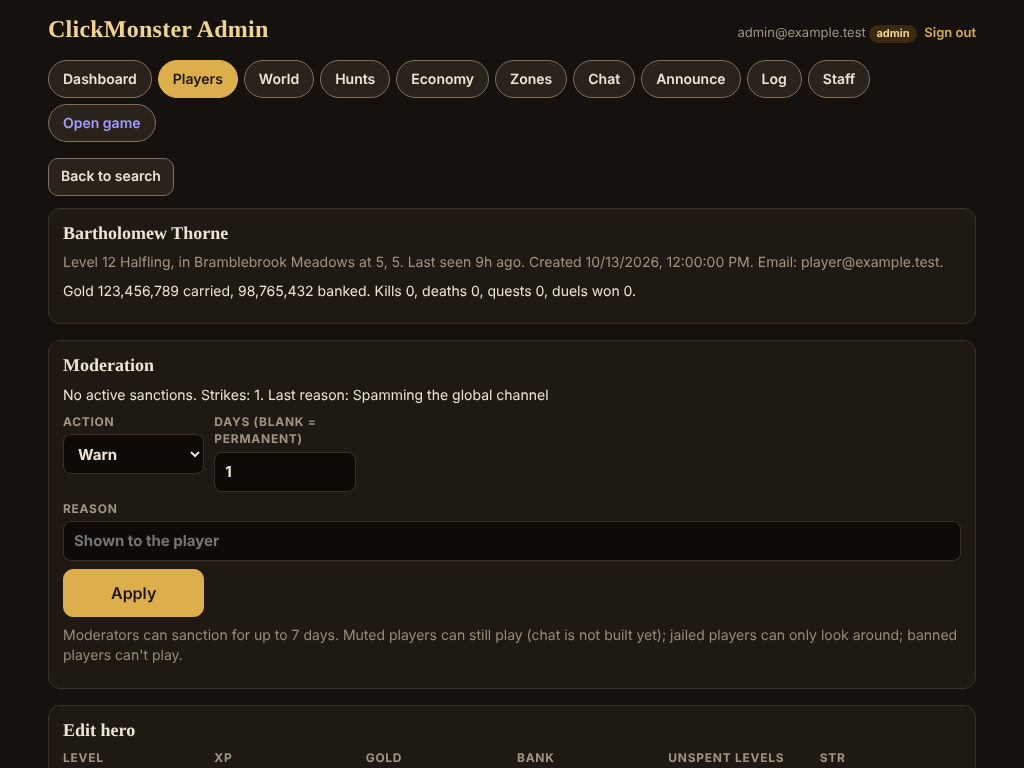 ClickMonster Admin
admin@example.test admin Sign out
Dashboard Players World Hunts Economy Zones Chat Announce Log Staff
Open game
Back to search
Bartholomew Thorne
Level 12 Halfling, in Bramblebrook Meadows at 5, 5. Last seen 9h ago. Created 10/13/2026, 12:00:00 PM. Email: player@example.test.
Gold 123,456,789 carried, 98,765,432 banked. Kills 0, deaths 0, quests 0, duels won 0.
Moderation
No active sanctions. Strikes: 1. Last reason: Spamming the global channel
ACTION
DAYS (BLANK =
PERMANENT)
Warn
1
REASON
Shown to the player
Apply
Moderators can sanction for up to 7 days. Muted players can still play (chat is not built yet); jailed players can only look around; banned
players can't play.
Edit hero
LEVEL XP GOLD BANK UNSPENT LEVELS STR